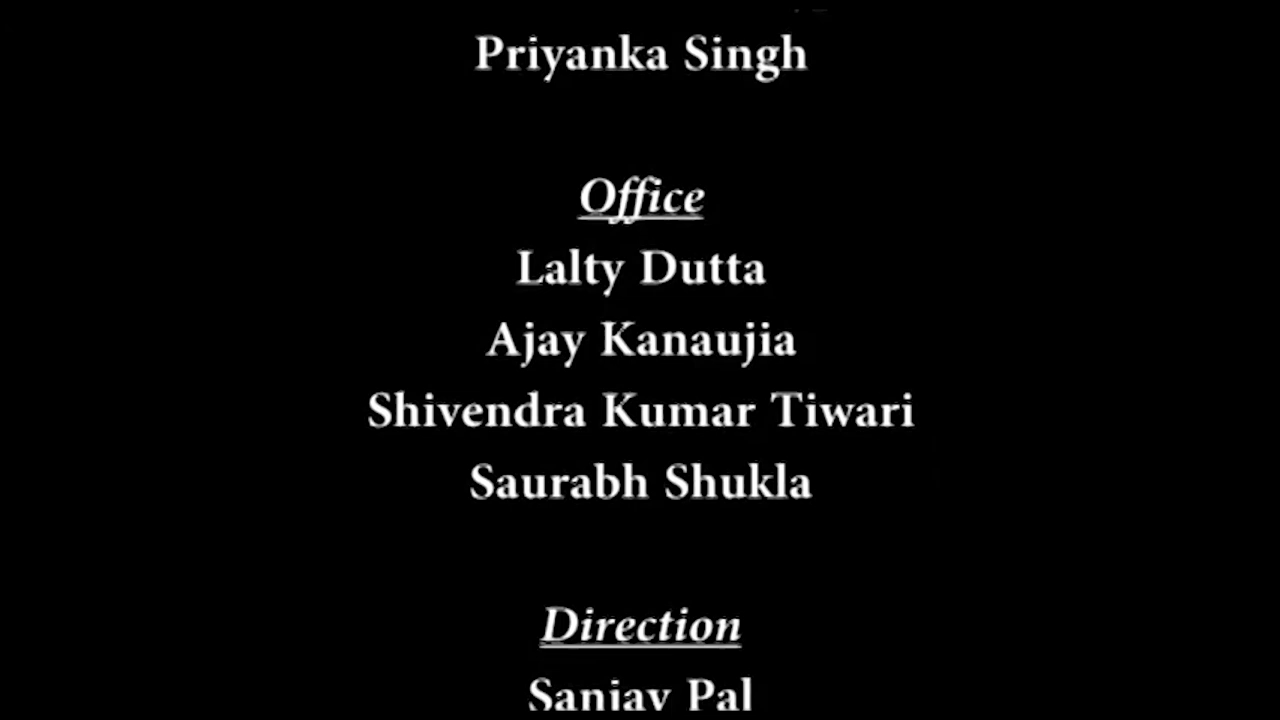 Priyanka Singh
Office
Lalty Dutta
Ajay Kanaujia
Shivendra Kumar Tiwari
Saurabh Shukla
Direction
Sanjay Pal